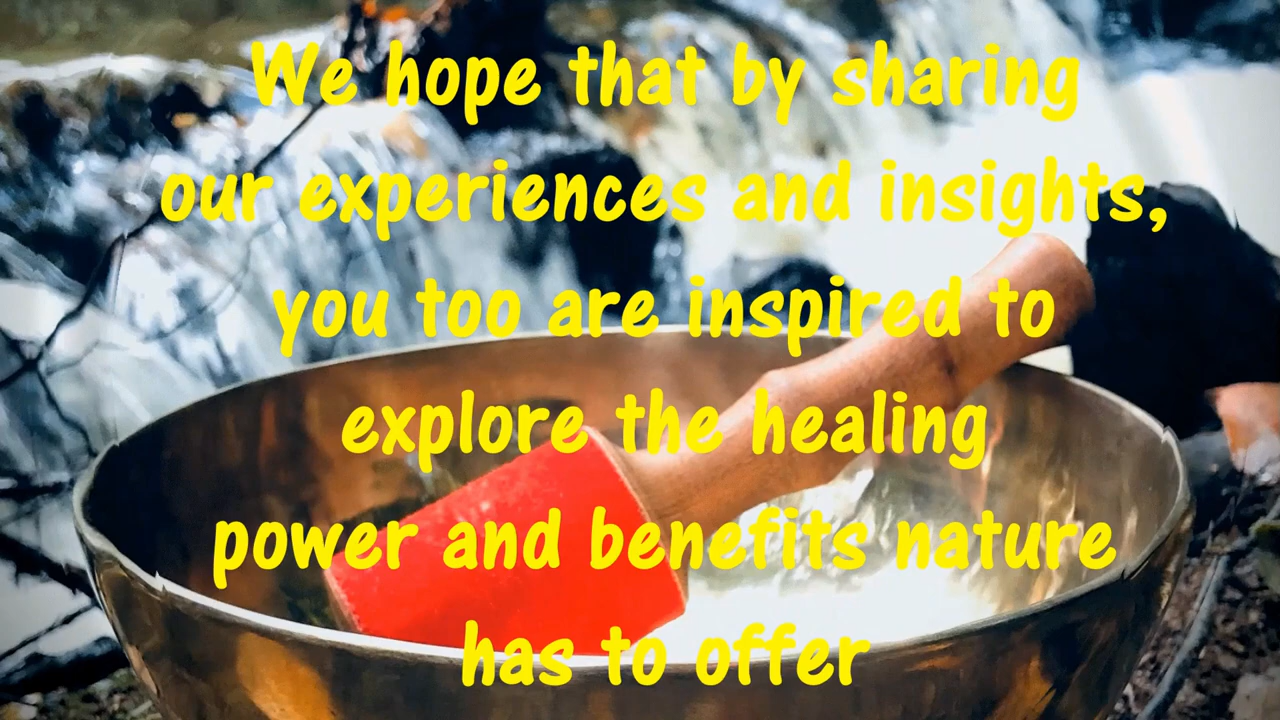 We hope that by sharing
our experiences and insights,
you too are inspired to
explore the healing
power and benefits nature
has to offer